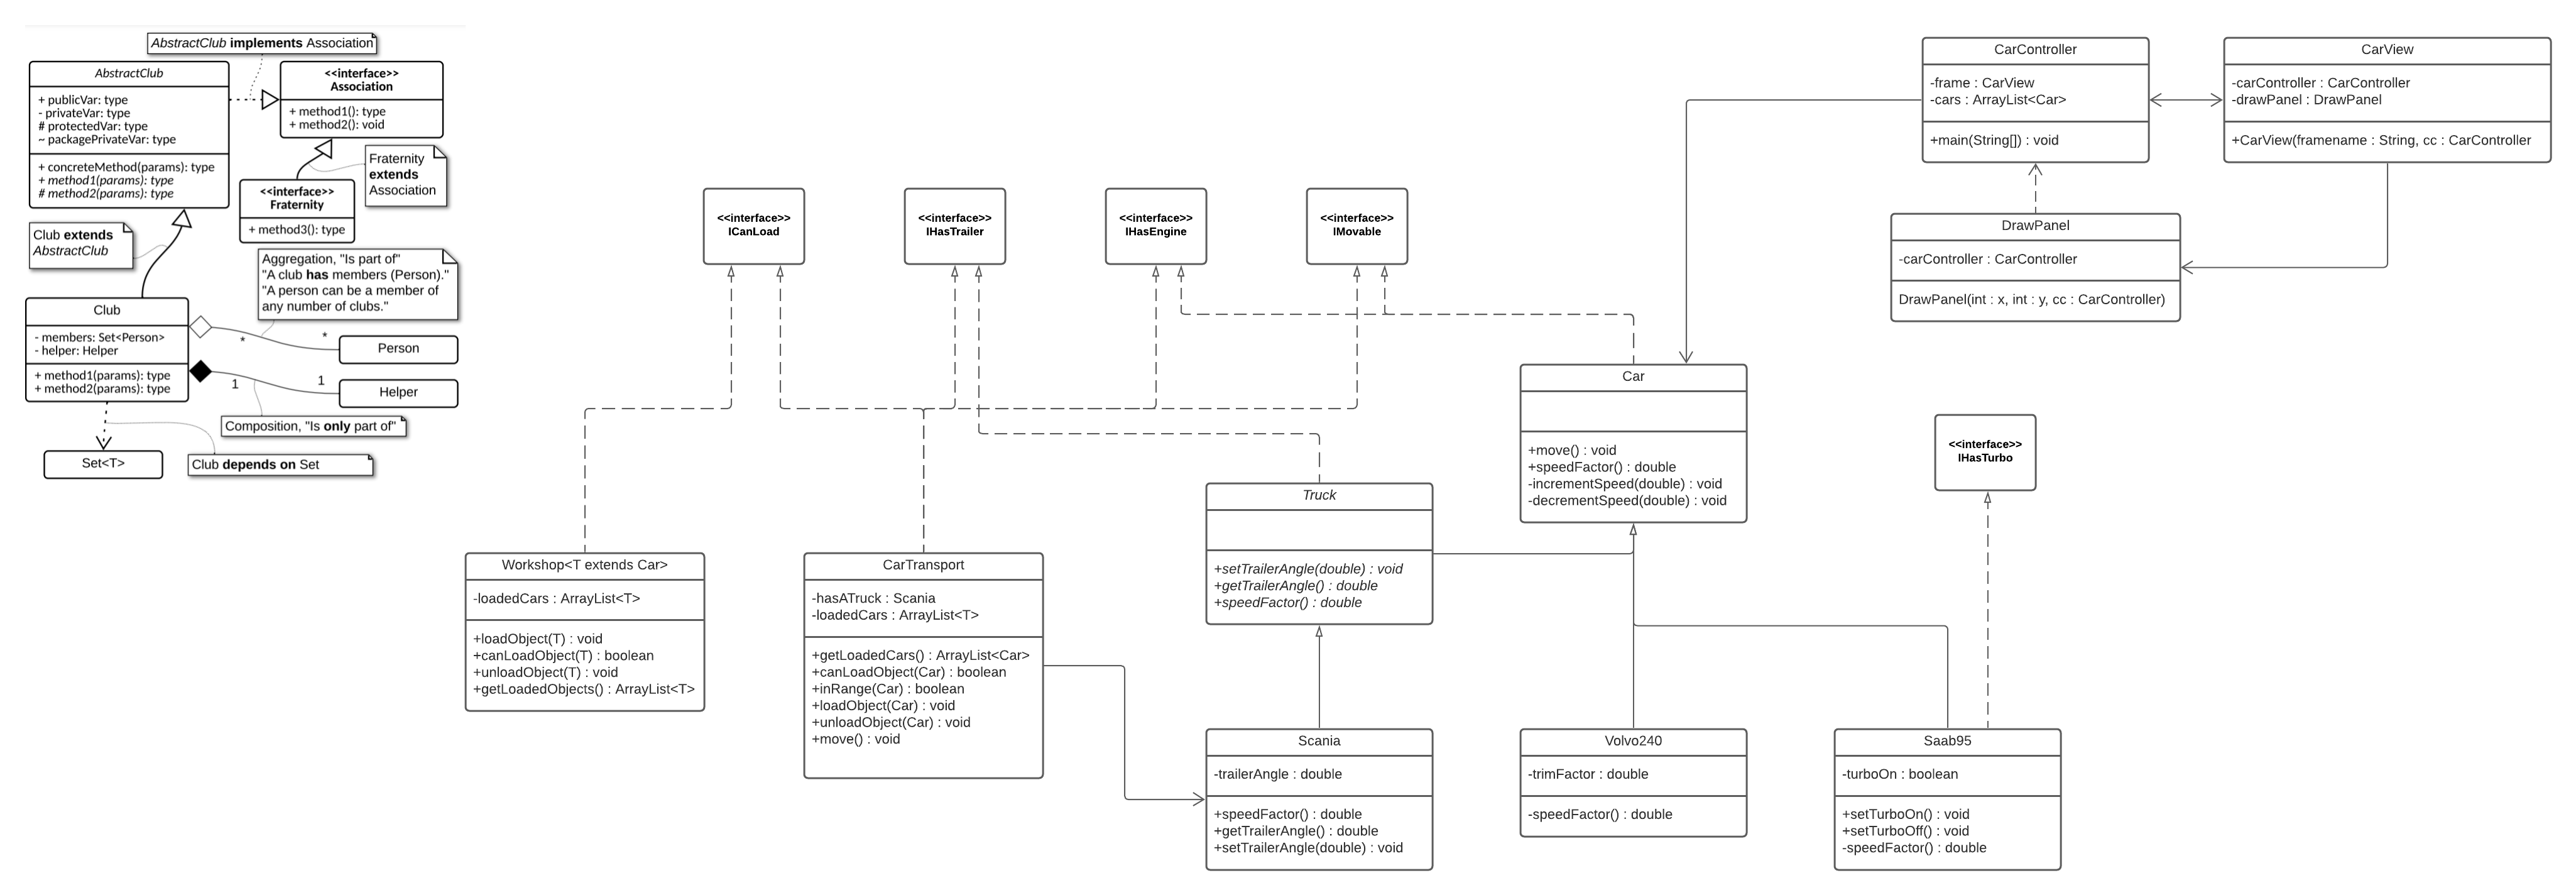 AbstractClub implements Association
AbstractClub
+ publicVar: type
- privateVar: type
# protectedVar: type
~ packagePrivateVar: type
+ concreteMethod(params): type
+ method1(params): type
# method2(params): type
<<interface>>
Association
+ method1(): type
+ method2(): void
Fraternity
extends
Association
<<interface>>
Fraternity
+ method3(): type
Club extends
AbstractClub
Aggregation, "Is part of"
"A club has members (Person)."
"A person can be a member of
any number of clubs."
Club
- members: Set<Person>
- helper: Helper
+ method1(params): type
+ method2(params): type
*
*
Person
1
1
Helper
Composition, "Is only part of"
Set<T>
Club depends on Set
<<interface>>
ICanLoad
<<interface>>
IHasTrailer
<<interface>>
IHasEngine
<<interface>>
IMovable
CarController
-frame : CarView
-cars : ArrayList<Car>
+main(String[]) : void
CarView
-carController : CarController
-drawPanel : DrawPanel
+CarView(framename : String, cc : CarController
DrawPanel
-carController : CarController
DrawPanel(int : x, int : y, cc : CarController)
Car
+move() : void
+speedFactor() : double
-incrementSpeed(double) : void
-decrementSpeed(double) : void
<<interface>>
IHasTurbo
Truck
+setTrailerAngle(double) : void
+getTrailerAngle() : double
+speedFactor() : double
Workshop<T extends Car>
-loadedCars : ArrayList<T>
+loadObject(T) : void
+canLoadObject(T) : boolean
+unloadObject(T) : void
+getLoadedObjects() : ArrayList<T>
CarTransport
-hasATruck : Scania
-loadedCars : ArrayList<T>
+getLoadedCars() : ArrayList<Car>
+canLoadObject(Car) : boolean
+inRange(Car) : boolean
+loadObject(Car) : void
+unloadObject(Car) : void
+move() : void
Scania
-trailerAngle : double
+speedFactor() : double
+getTrailerAngle() : double
+setTrailerAngle(double) : void
Volvo240
-trimFactor : double
-speedFactor() : double
Saab95
-turboOn : boolean
+setTurboOn() : void
+setTurboOff() : void
-speedFactor() : double